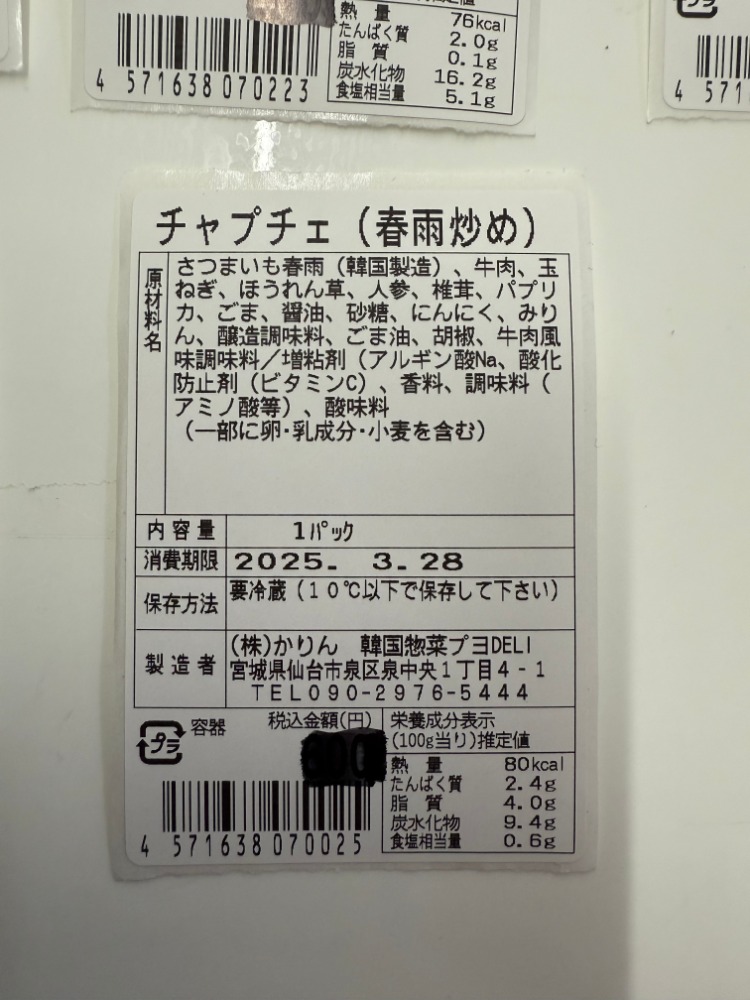 熱 量 76kcal
たんぱく質 2.0g
脂 質 0.1g
炭水化物 16.2g
食塩相当量 5.1g
4 571638 070223
4 571
チャプチェ（春雨炒め）
原材料名
さつまいも春雨（韓国製造）、牛肉、玉
ねぎ、ほうれん草、人参、椎茸、パプリ
カ、ごま、醤油、砂糖、にんにく、みり
ん、醸造調味料、ごま油、胡椒、牛肉風
味調味料／増粘剤（アルギン酸Na、酸化
防止剤（ビタミンC）、香料、調味料（
アミノ酸等）、酸味料
（一部に卵・乳成分・小麦を含む）
内容量 1パック
消費期限 2025. 3.28
保存方法 要冷蔵（１０℃以下で保存して下さい）
製造者 (株)かりん 韓国惣菜プヨDELI
宮城県仙台市泉区泉中央１丁目４－１
ＴＥＬ０９０－２９７６－５４４４
プラ 容器 税込金額(円)
栄養成分表示
(100g当り)推定値
熱 量 80kcal
たんぱく質 2.4g
脂 質 4.0g
炭水化物 9.4g
食塩相当量 0.6g
4 571638 070025